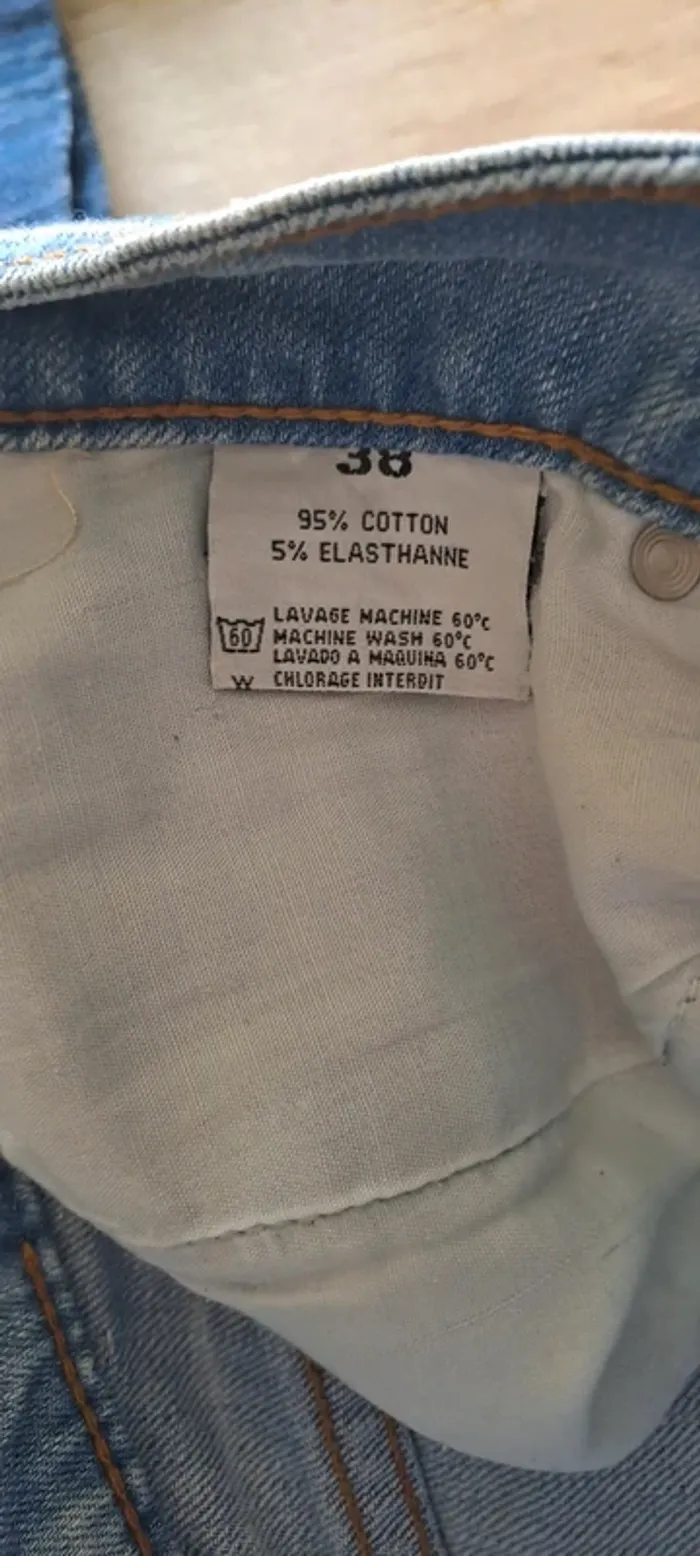 38
95% COTTON
5% ELASTHANNE
60
LAVAGE MACHINE 60°C
MACHINE WASH 60°C
LAVADO A MAQUINA 60°C
CHLORAGE INTERDIT